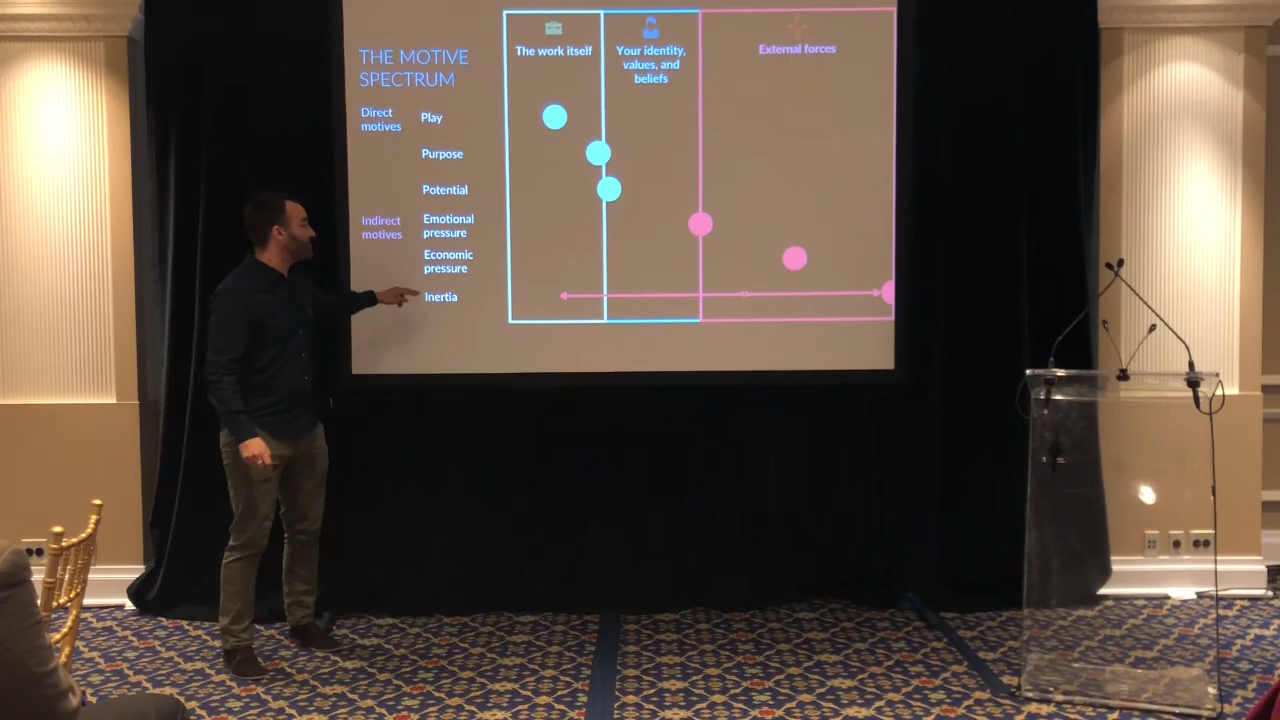 THE MOTIVE
SPECTRUM
The work itself
Your identity,
values, and
beliefs
External forces
Direct
motives
Play
Purpose
Potential
Indirect
motives
Emotional
pressure
Economic
pressure
Inertia